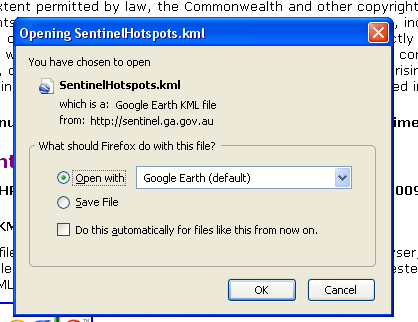 xtent permitted by law, the Commonwealth and other copyright
Opening SentinelHotspots.kml
You have chosen to open
SentinelHotspots.kml
which is a: Google Earth KML file
from: http://sentinel.ga.gov.au
What should Firefox do with this file?
Open with
Google Earth (default)
Save File
Do this automatically for files like this from now on.
OK
Cancel